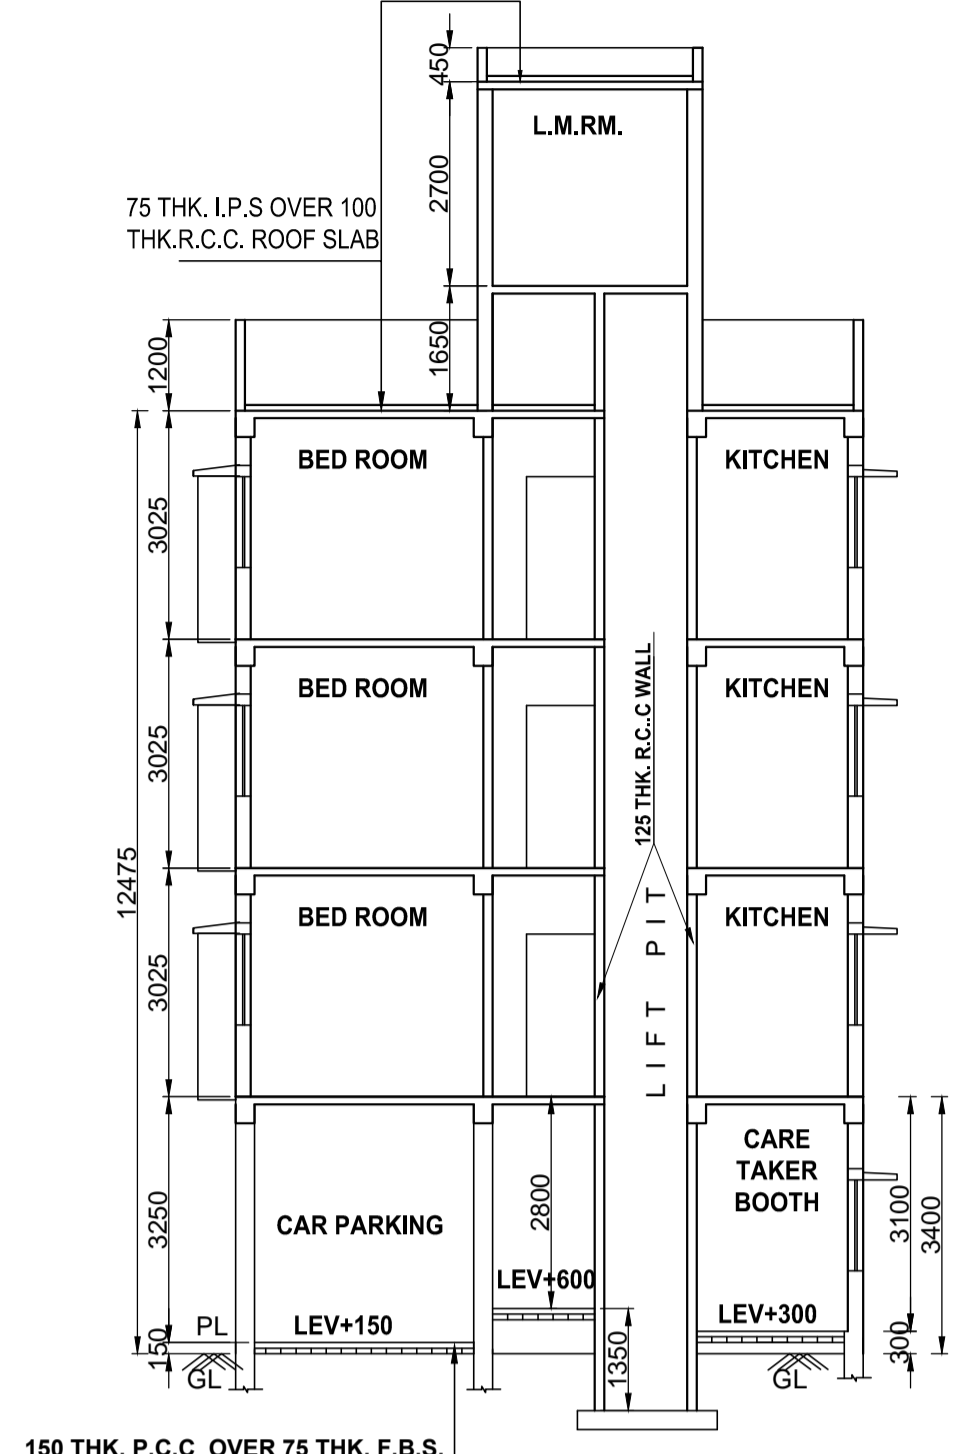 450
L.M.RM.
2700
75 THK. I.P.S OVER 100
THK.R.C.C. ROOF SLAB
1650
1200
BED ROOM
KITCHEN
3025
BED ROOM
KITCHEN
3025
125 THK. R.C..C WALL
12475
BED ROOM
KITCHEN
3025
LIFT PIT
CARE
TAKER
BOOTH
2800
3100
3400
3250
CAR PARKING
LEV+600
LEV+300
PL
LEV+150
150
1350
300
GL
GL
150 THK. P.C.C OVER 75 THK. F.B.S.